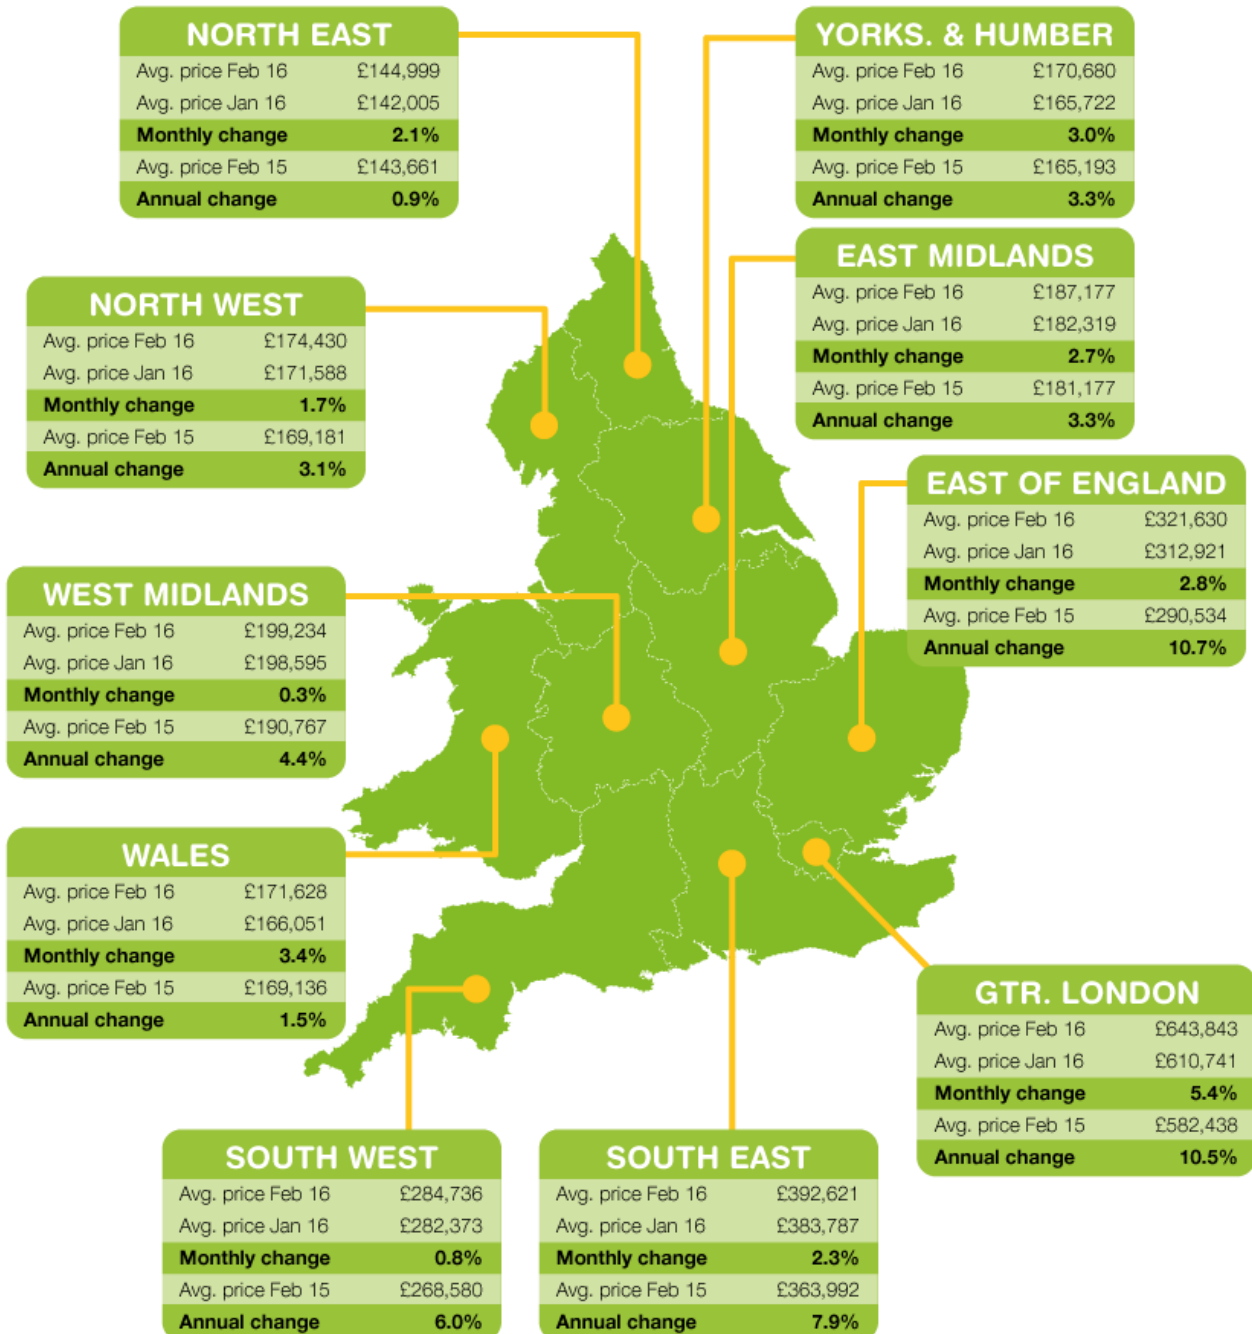 NORTH EAST
Avg. price Feb 16 £144,999
Avg. price Jan 16 £142,005
Monthly change 2.1%
Avg. price Feb 15 £143,661
Annual change 0.9%
YORKS. & HUMBER
Avg. price Feb 16 £170,680
Avg. price Jan 16 £165,722
Monthly change 3.0%
Avg. price Feb 15 £165,193
Annual change 3.3%
EAST MIDLANDS
Avg. price Feb 16 £187,177
Avg. price Jan 16 £182,319
Monthly change 2.7%
Avg. price Feb 15 £181,177
Annual change 3.3%
NORTH WEST
Avg. price Feb 16 £174,430
Avg. price Jan 16 £171,588
Monthly change 1.7%
Avg. price Feb 15 £169,181
Annual change 3.1%
EAST OF ENGLAND
Avg. price Feb 16 £321,630
Avg. price Jan 16 £312,921
Monthly change 2.8%
Avg. price Feb 15 £290,534
Annual change 10.7%
WEST MIDLANDS
Avg. price Feb 16 £199,234
Avg. price Jan 16 £198,595
Monthly change 0.3%
Avg. price Feb 15 £190,767
Annual change 4.4%
WALES
Avg. price Feb 16 £171,628
Avg. price Jan 16 £166,051
Monthly change 3.4%
Avg. price Feb 15 £169,136
Annual change 1.5%
GTR. LONDON
Avg. price Feb 16 £643,843
Avg. price Jan 16 £610,741
Monthly change 5.4%
Avg. price Feb 15 £582,438
Annual change 10.5%
SOUTH WEST
Avg. price Feb 16 £284,736
Avg. price Jan 16 £282,373
Monthly change 0.8%
Avg. price Feb 15 £268,580
Annual change 6.0%
SOUTH EAST
Avg. price Feb 16 £392,621
Avg. price Jan 16 £383,787
Monthly change 2.3%
Avg. price Feb 15 £363,992
Annual change 7.9%